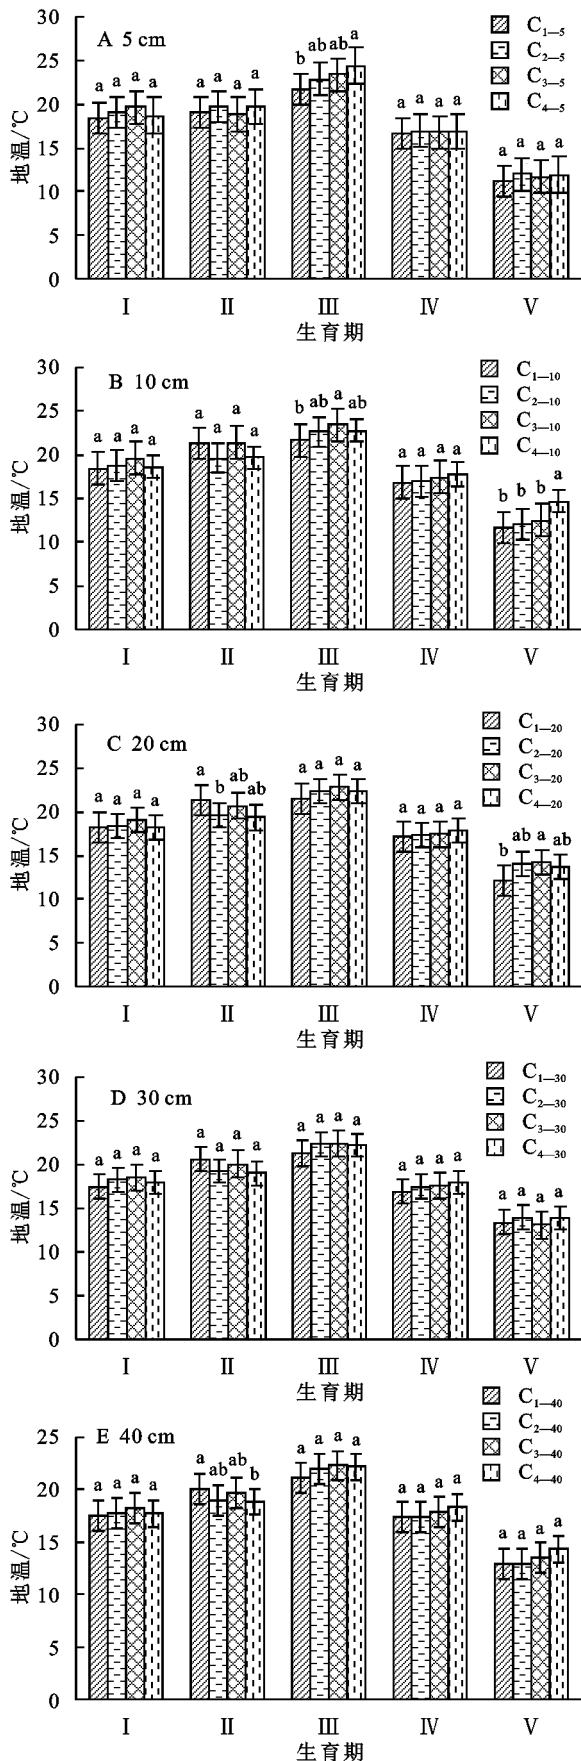 A 5 cm
C1—5
C2—5
C3—5
C4—5
地温/℃
30
25
20
15
10
5
0
a a a a
a a a a
b ab ab a
a a a a
a a a a
Ⅰ Ⅱ Ⅲ Ⅳ Ⅴ
生育期
B 10 cm
C1—10
C2—10
C3—10
C4—10
地温/℃
30
25
20
15
10
5
0
a a a a
a a a a
b ab a ab
a a a a
b b b a
Ⅰ Ⅱ Ⅲ Ⅳ Ⅴ
生育期
C 20 cm
C1—20
C2—20
C3—20
C4—20
地温/℃
30
25
20
15
10
5
0
a a a a
a b ab ab
a a a a
a a a a
b ab a ab
Ⅰ Ⅱ Ⅲ Ⅳ Ⅴ
生育期
D 30 cm
C1—30
C2—30
C3—30
C4—30
地温/℃
30
25
20
15
10
5
0
a a a a
a a a a
a a a a
a a a a
a a a a
Ⅰ Ⅱ Ⅲ Ⅳ Ⅴ
生育期
E 40 cm
C1—40
C2—40
C3—40
C4—40
地温/℃
25
20
15
10
5
0
a a a a
a ab ab b
a a a a
a a a a
a a a a
Ⅰ Ⅱ Ⅲ Ⅳ Ⅴ
生育期